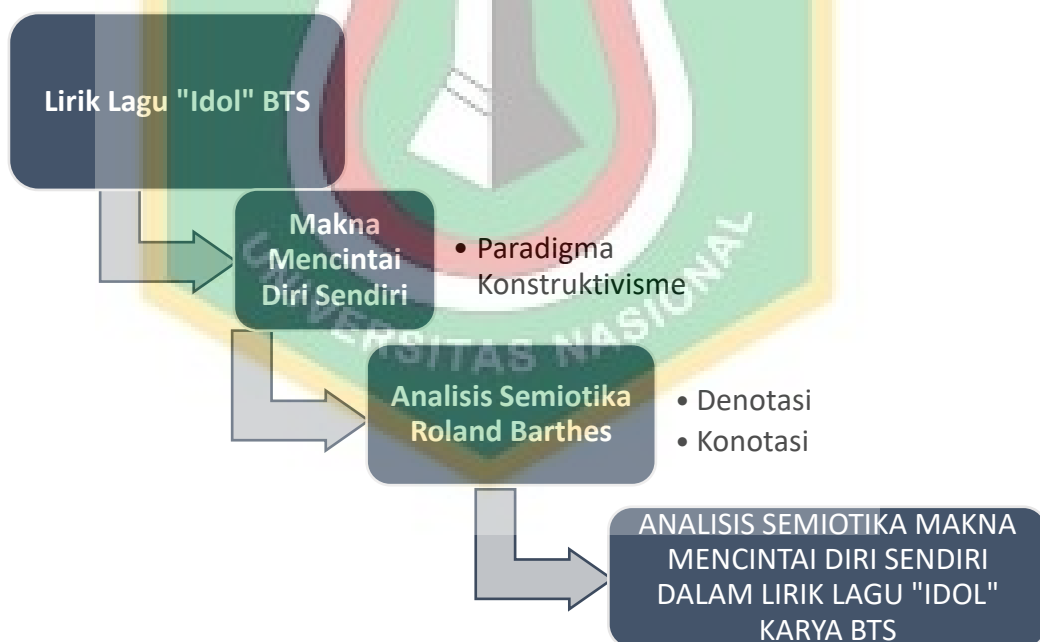 Lirik Lagu "Idol" BTS
Makna
Mencintai
Diri Sendiri
• Paradigma
Konstruktivisme
UNIVERSITAS NASIONAL
Analisis Semiotika
Roland Barthes
• Denotasi
• Konotasi
ANALISIS SEMIOTIKA MAKNA
MENCINTAI DIRI SENDIRI
DALAM LIRIK LAGU "IDOL"
KARYA BTS